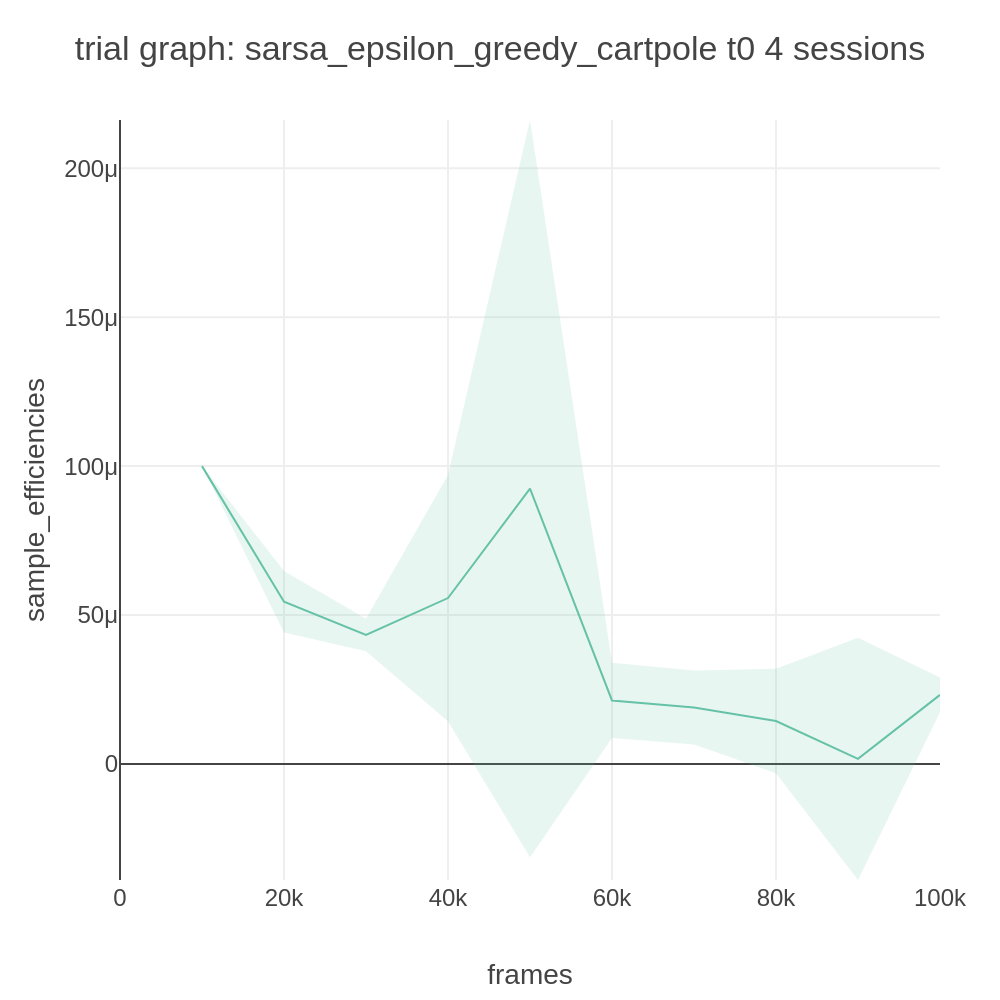 trial graph: sarsa_epsilon_greedy_cartpole t0 4 sessions
200μ
150μ
100μ
50μ
0
sample_efficiencies
0 20k 40k 60k 80k 100k
frames